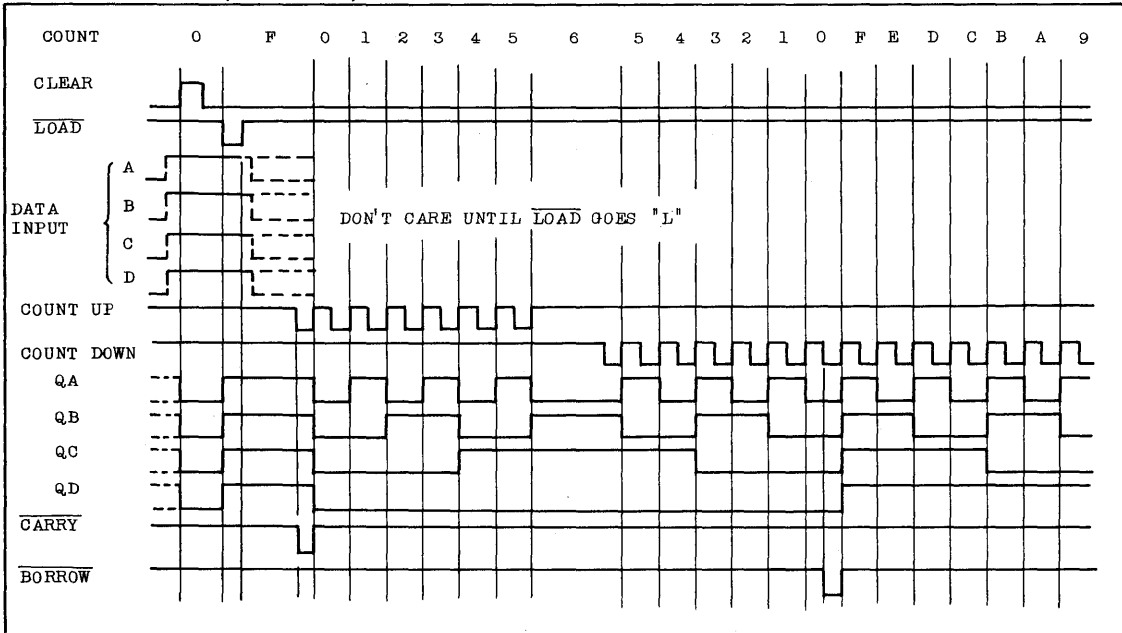 COUNT 0 F 0 1 2 3 4 5 6 5 4 3 2 1 0 F E D C B A 9
CLEAR
LOAD
DATA INPUT
A
B
C
D
DON'T CARE UNTIL LOAD GOES "L"
COUNT UP
COUNT DOWN
QA
QB
QC
QD
CARRY
BORROW